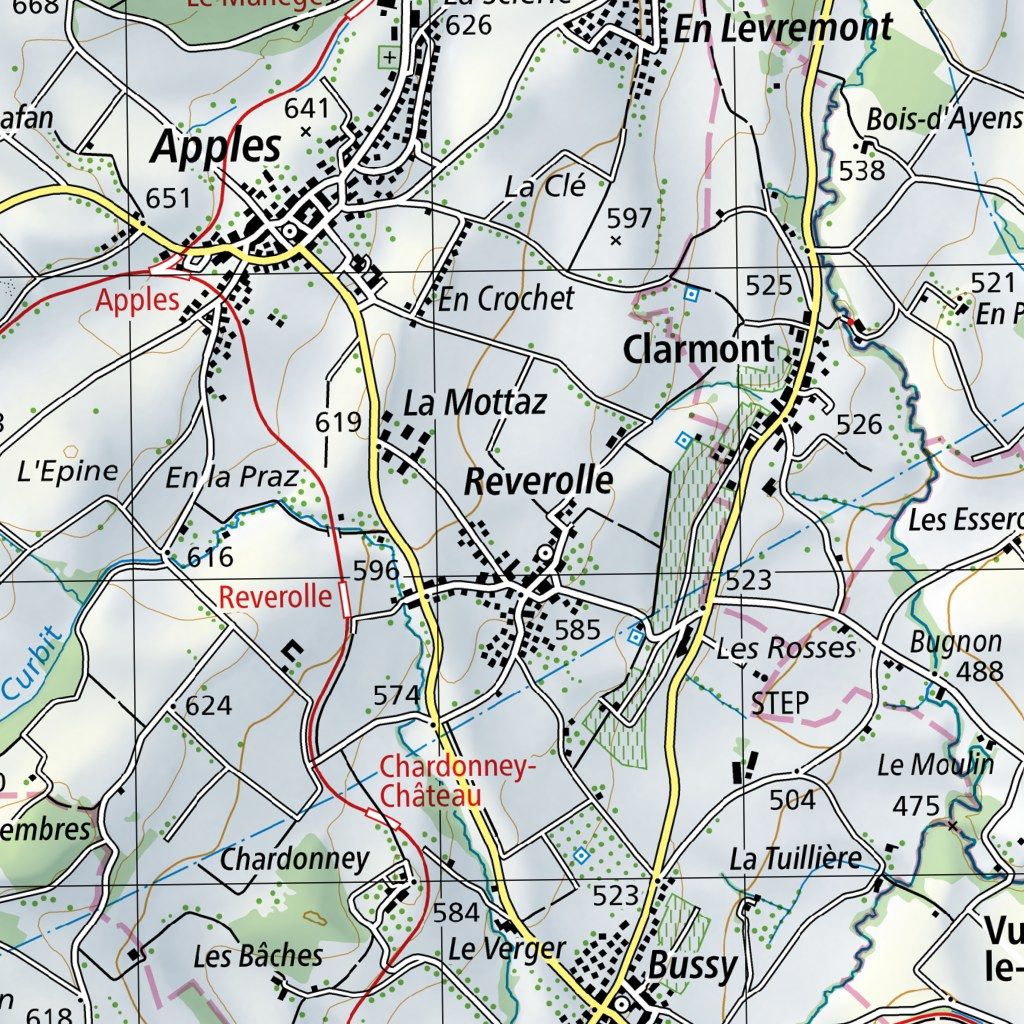 668
626
En Lèvremont
641
Bois-d'Ayens
Apples
538
651
La Clé
597
525
521
Apples
En Crochet
Clarmont
La Mottaz
619
526
L'Epine
En la Praz
Reverolle
616
596
523
Reverolle
585
Les Rosses
Bugnon
488
Curbit
624
574
STEP
Chardonney-
Château
Le Moulin
504
475
Chardonney
La Tuillière
523
584
Les Bâches
Le Verger
Bussy
618